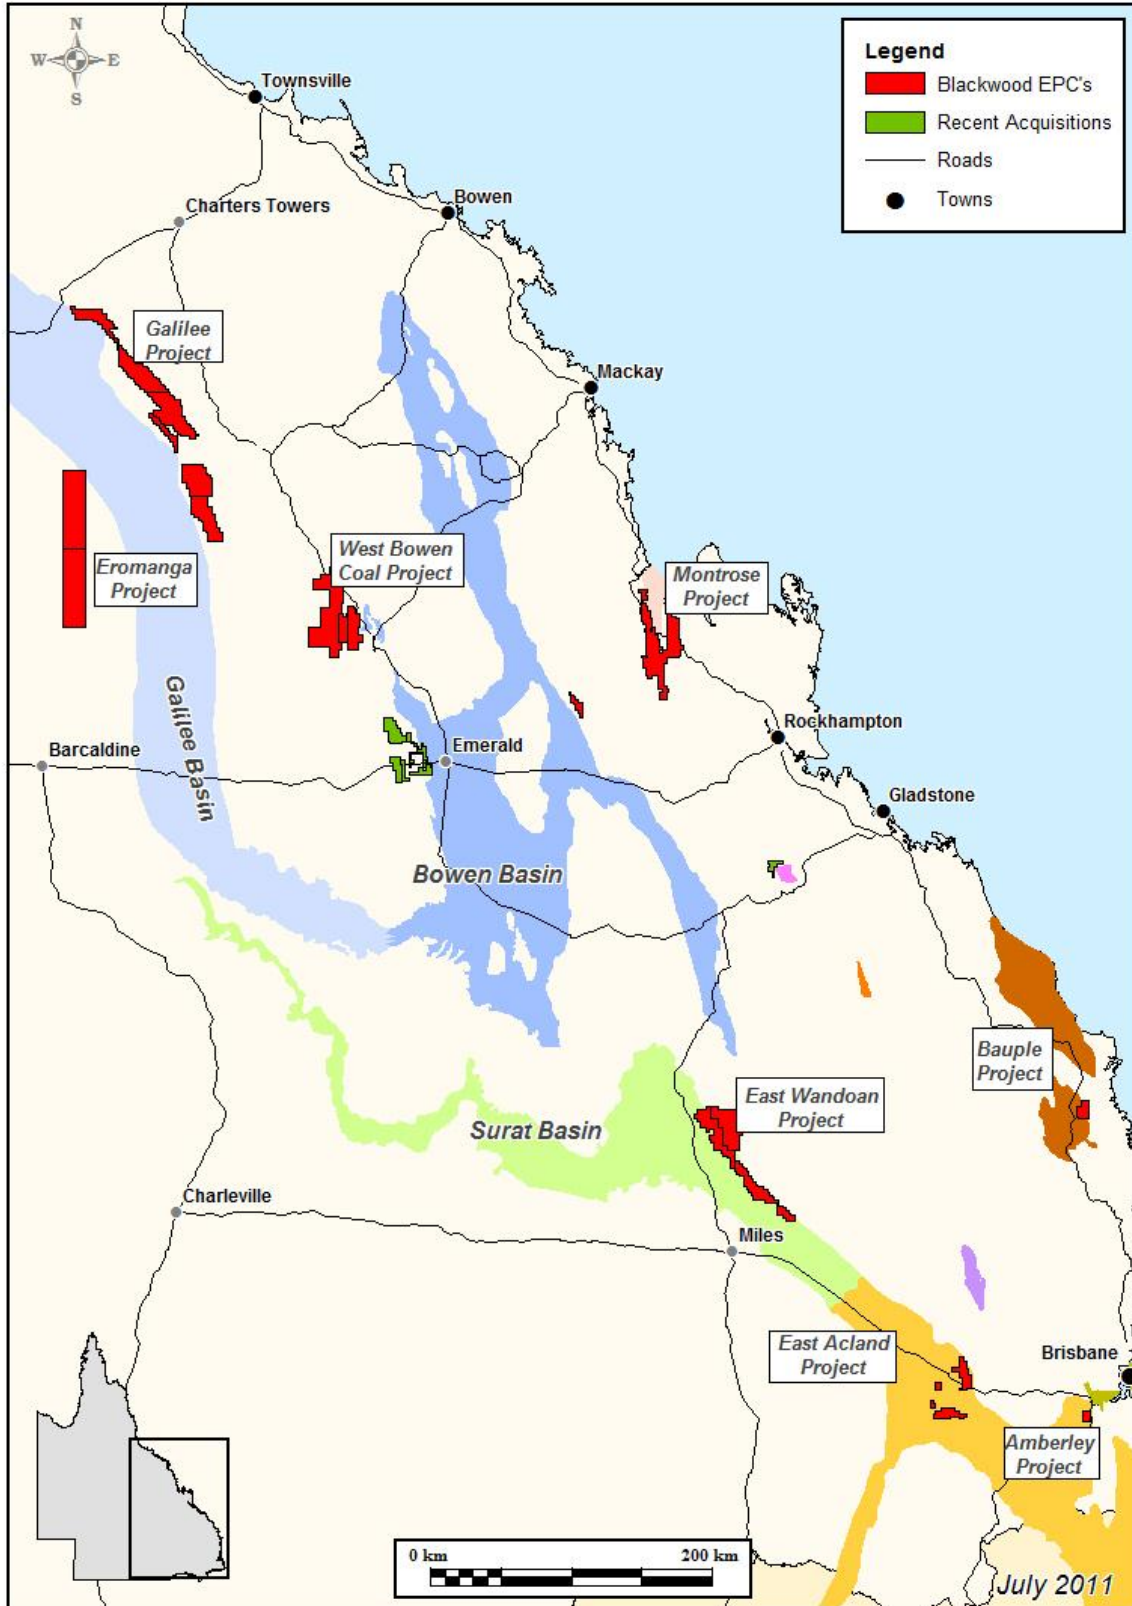 N
W E
S
Legend
Blackwood EPC's
Recent Acquisitions
Roads
Towns
Townsville
Bowen
Charters Towers
Galilee
Project
Mackay
West Bowen
Coal Project
Eromanga
Project
Montrose
Project
Galilee Basin
Rockhampton
Barcaldine
Emerald
Gladstone
Bowen Basin
Bauple
Project
East Wandoan
Project
Surat Basin
Charleville
Miles
East Acland
Project
Brisbane
Amberley
Project
0 km 200 km
July 2011